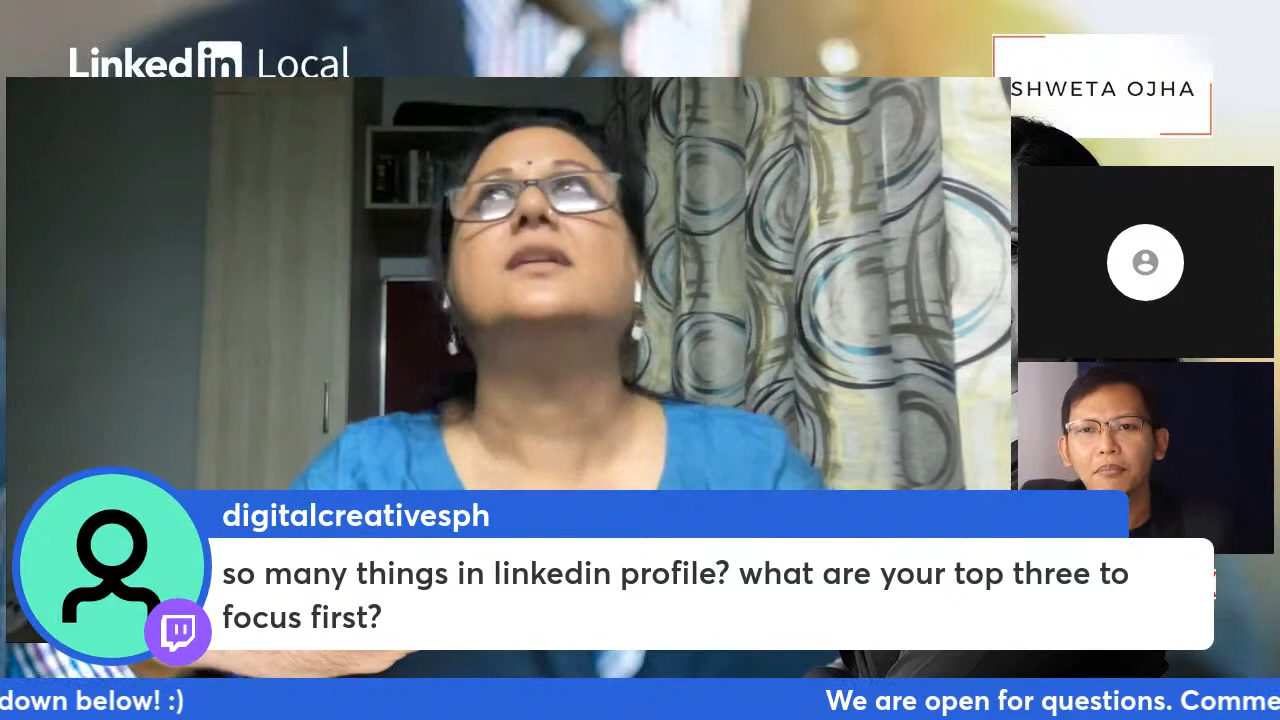 Linkedin Local
SHWETA OJHA
digitalcreativesph
so many things in linkedin profile? what are your top three to
focus first?
down below! :)
We are open for questions. Comme